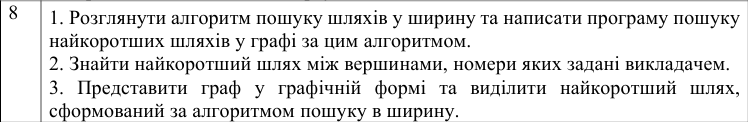 8
1. Розглянути алгоритм пошуку шляхів у ширину та написати програму пошуку
найкоротших шляхів у графі за цим алгоритмом.
2. Знайти найкоротший шлях між вершинами, номери яких задані викладачем.
3. Представити граф у графічній формі та виділити найкоротший шлях,
сформований за алгоритмом пошуку в ширину.